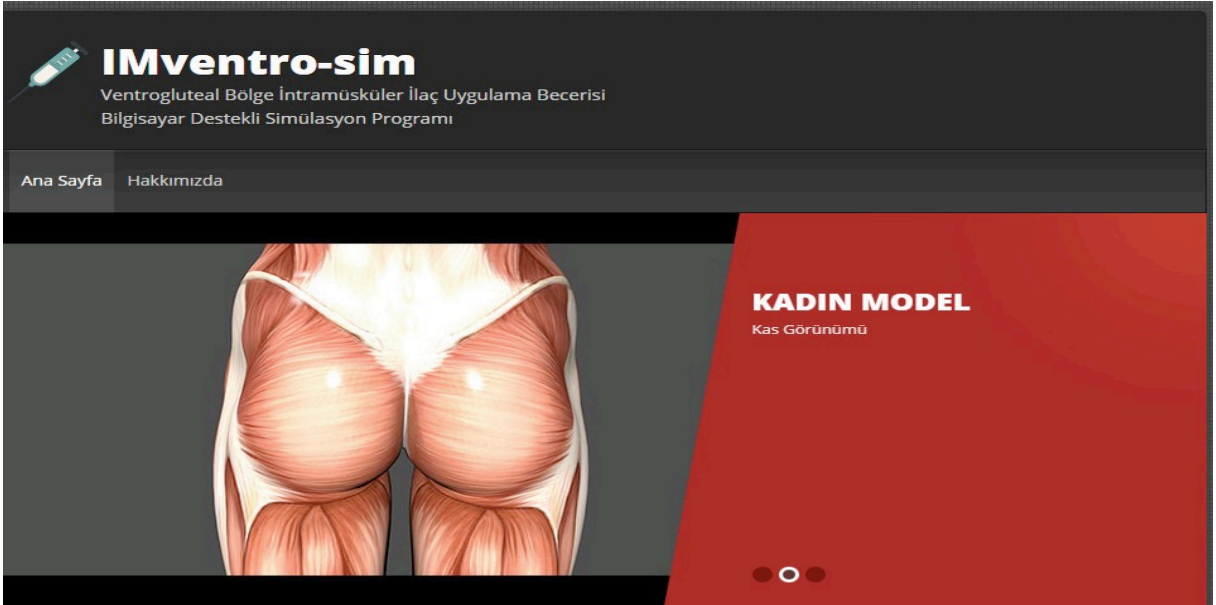 IMventro-sim
Ventrogluteal Bölge İntramüsküler İlaç Uygulama Becerisi
Bilgisayar Destekli Simülasyon Programı
Ana Sayfa Hakkımızda
KADIN MODEL
Kas Görünümü